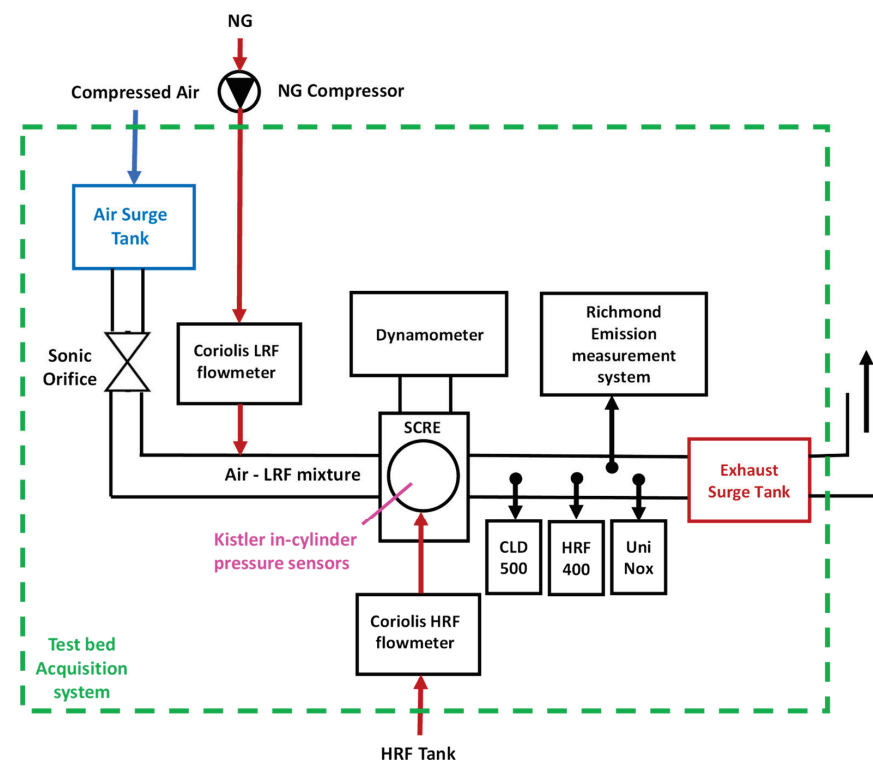 NG
NG Compressor
Compressed Air
Air Surge
Tank
Sonic
Orifice
Coriolis LRF
flowmeter
Dynamometer
Richmond
Emission
measurement
system
SCRE
Air - LRF mixture
Exhaust
Surge Tank
Kistler in-cylinder
pressure sensors
CLD
500
HRF
400
Uni
Nox
Coriolis HRF
flowmeter
Test bed
Acquisition
system
HRF Tank